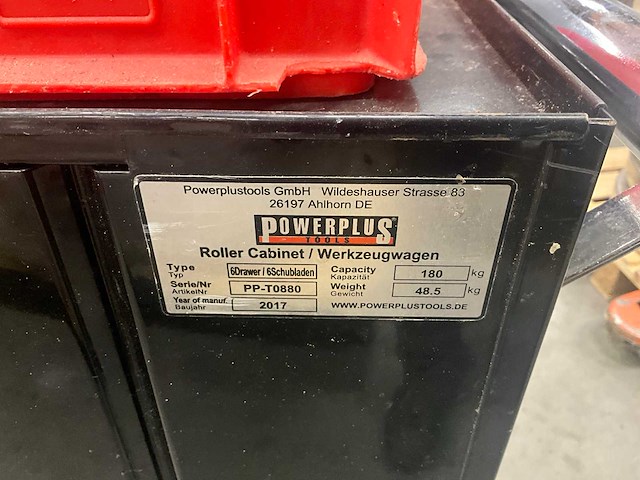 Powerplustools GmbH Wildeshauser Strasse 83
26197 Ahlhorn DE
POWERPLUS
TOOLS
Roller Cabinet / Werkzeugwagen
Type 6Drawer / 6Schubladen Capacity 180 kg
Typ Kapazität
Serie/Nr PP-T0880 Weight 48.5 kg
ArtikelNr Gewicht
Year of manuf. 2017 WWW.POWERPLUSTOOLS.DE
Baujahr